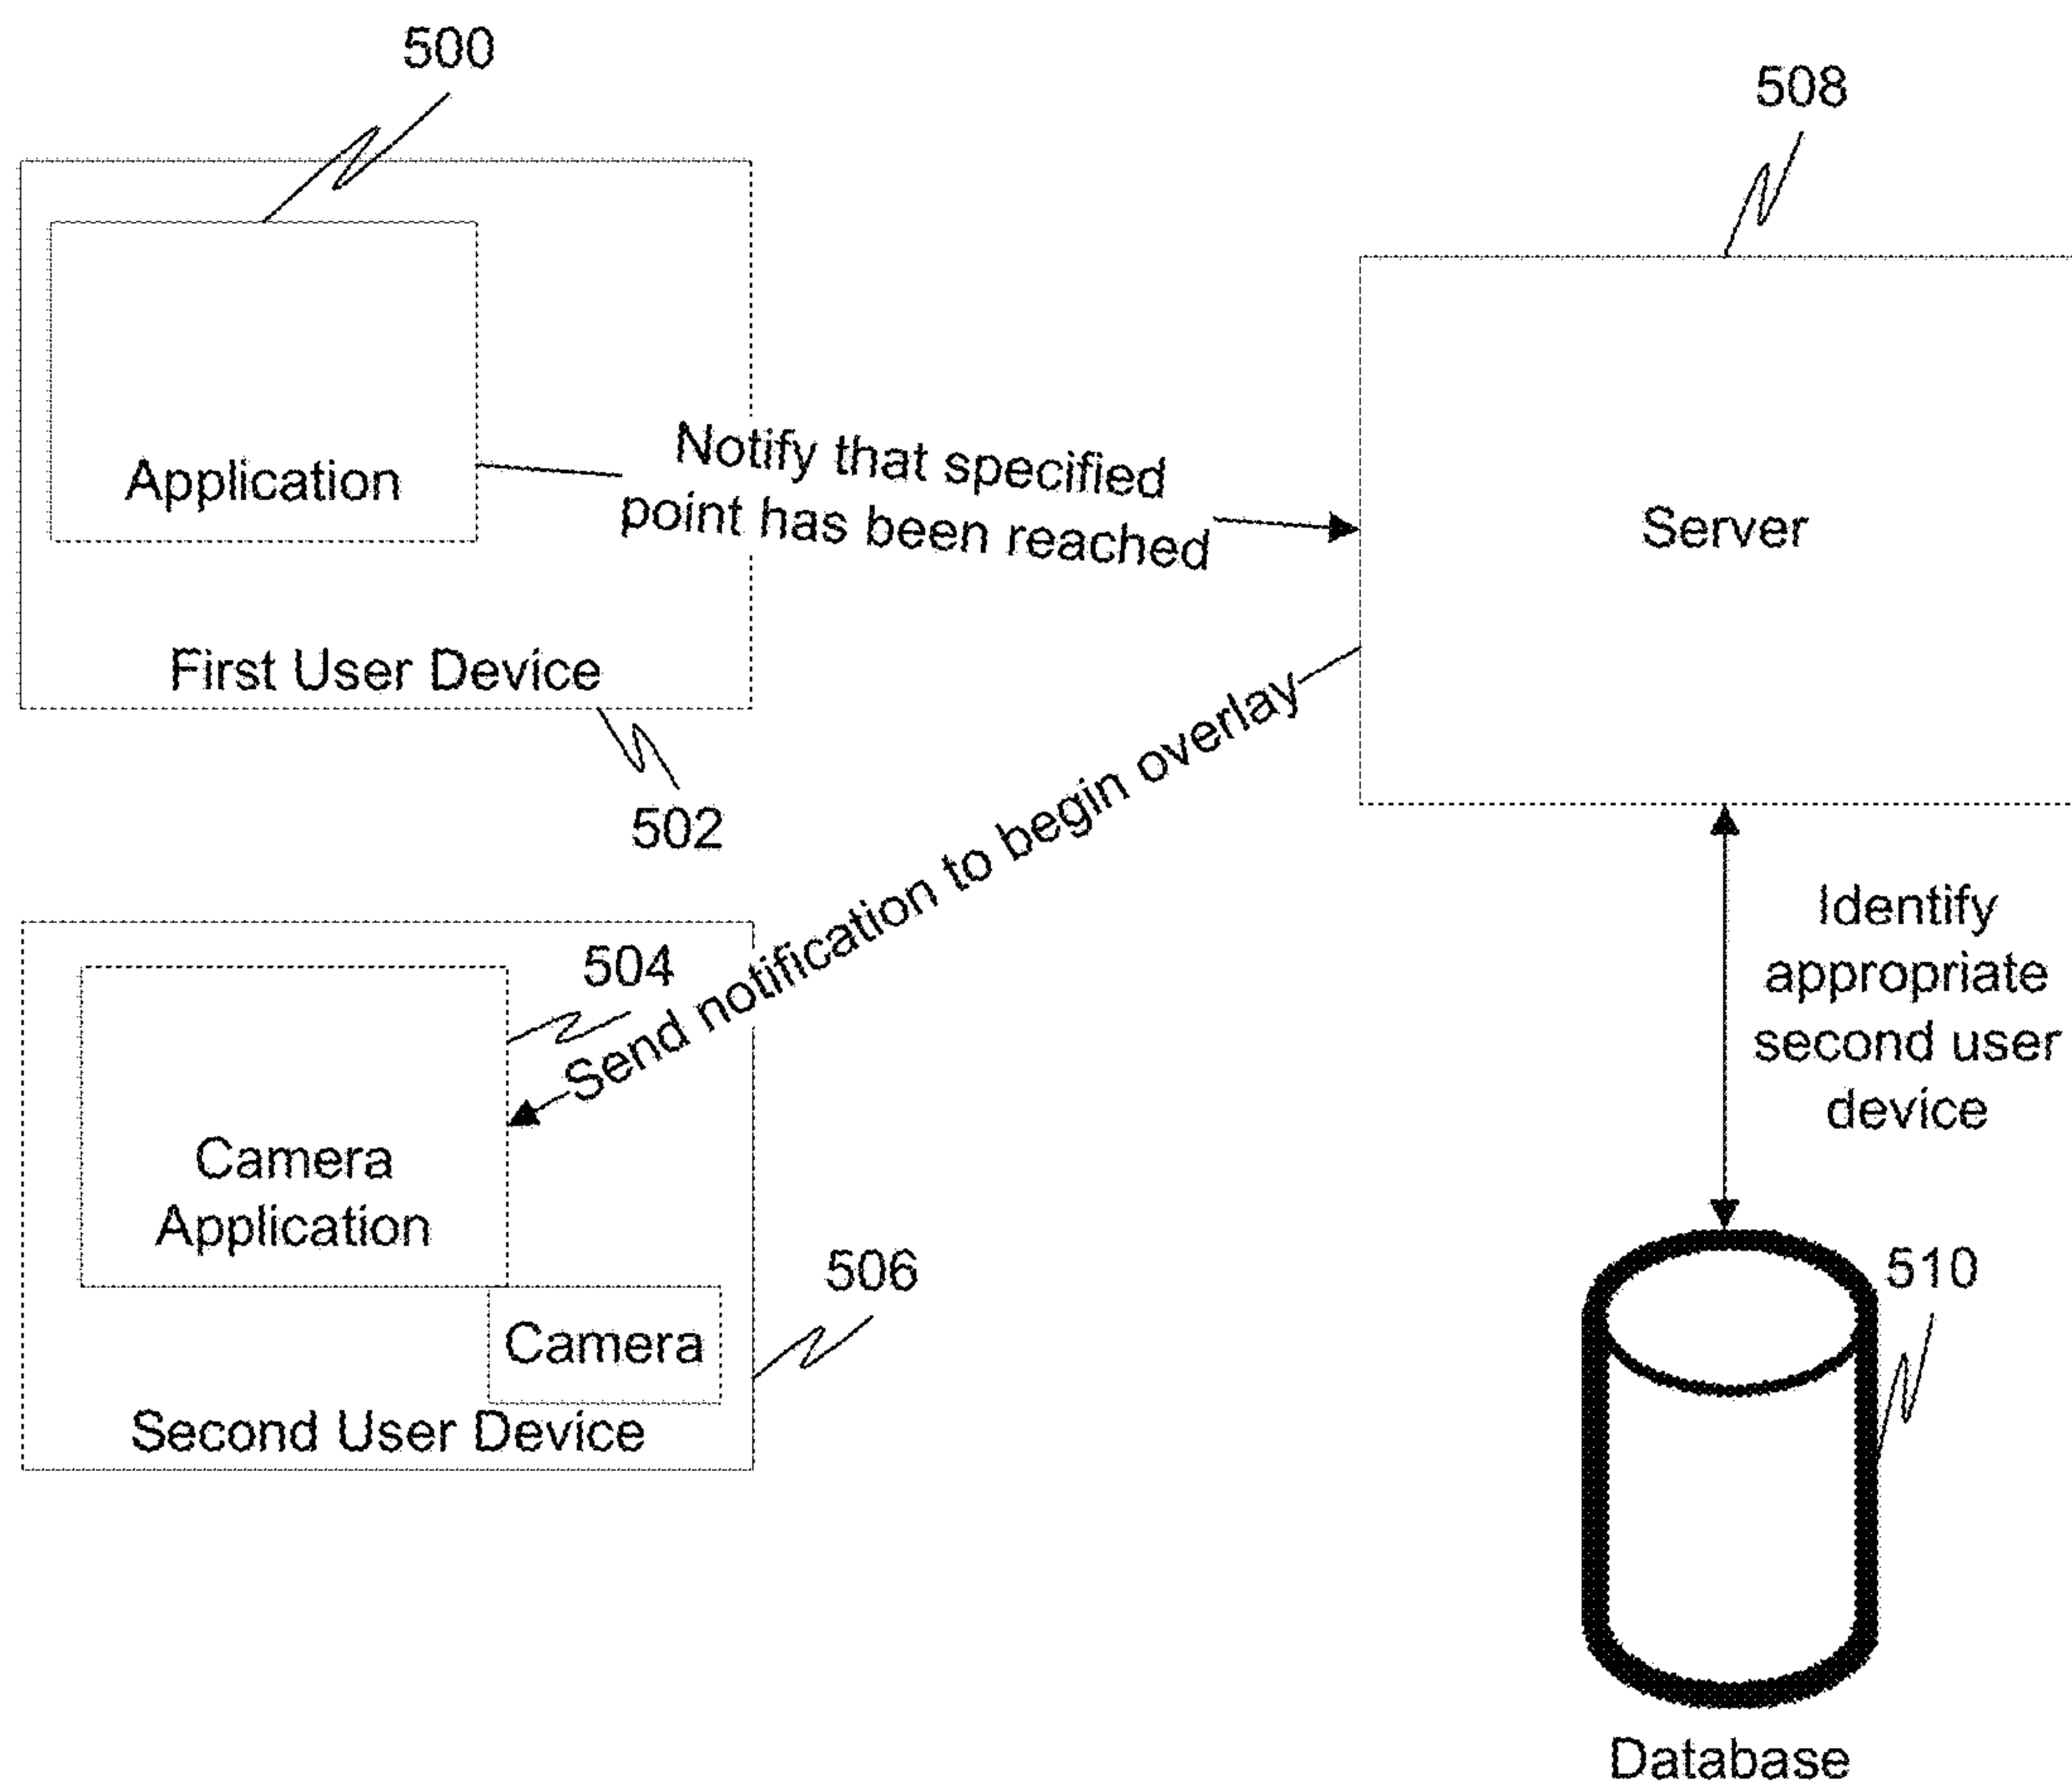 500
508
Application
Notify that specified
point has been reached
Server
First User Device
502
Send notification to begin overlay
Identify
appropriate
second user
device
504
Camera
Application
506
Camera
Second User Device
510
Database